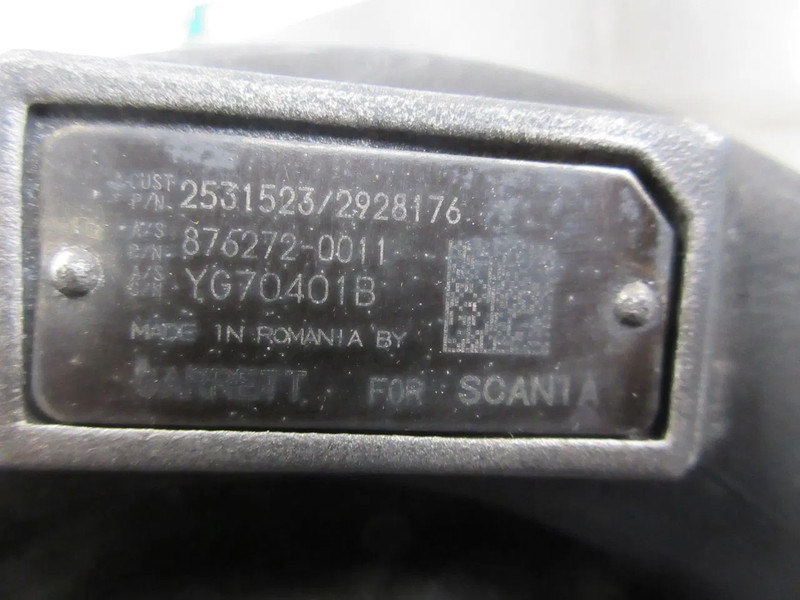 CUST P/N. 2531523/2928176
A/S P/N. 876272-0011
A/S YG70401B
MADE IN ROMANIA BY
GARRETT FOR SCANIA